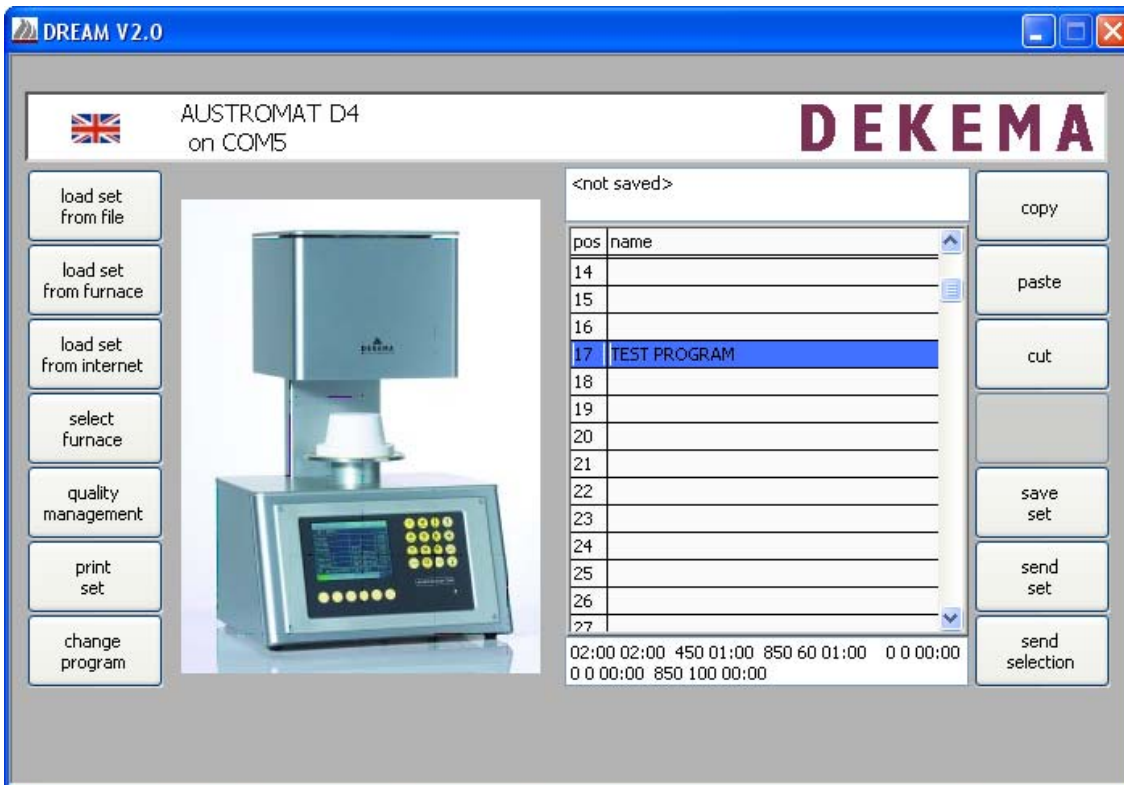 DREAM V2.0
AUSTROMAT D4
on COM5
DEKEMA
load set
from file
load set
from furnace
load set
from internet
select
furnace
quality
management
print
set
change
program
DEKEMA
<not saved>
pos name
14
15
16
17 TEST PROGRAM
18
19
20
21
22
23
24
25
26
27
02:00 02:00 450 01:00 850 60 01:00 0 0 00:00
0 0 00:00 850 100 00:00
copy
paste
cut
save
set
send
set
send
selection